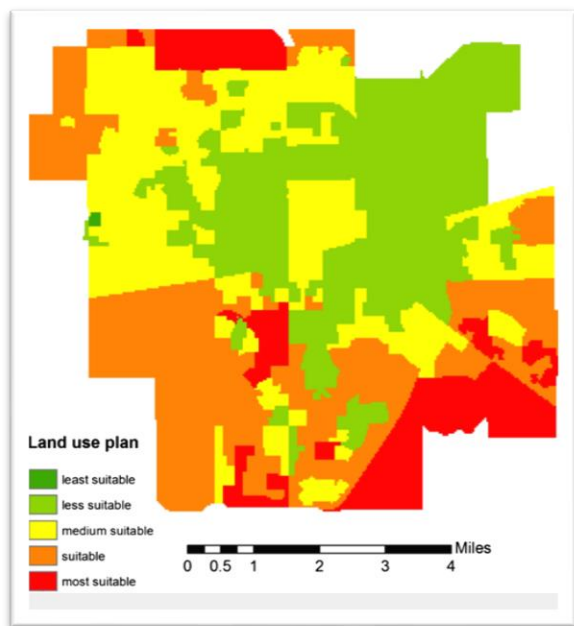 Land use plan
least suitable
less suitable
medium suitable
suitable
most suitable
Miles
0 0.5 1 2 3 4